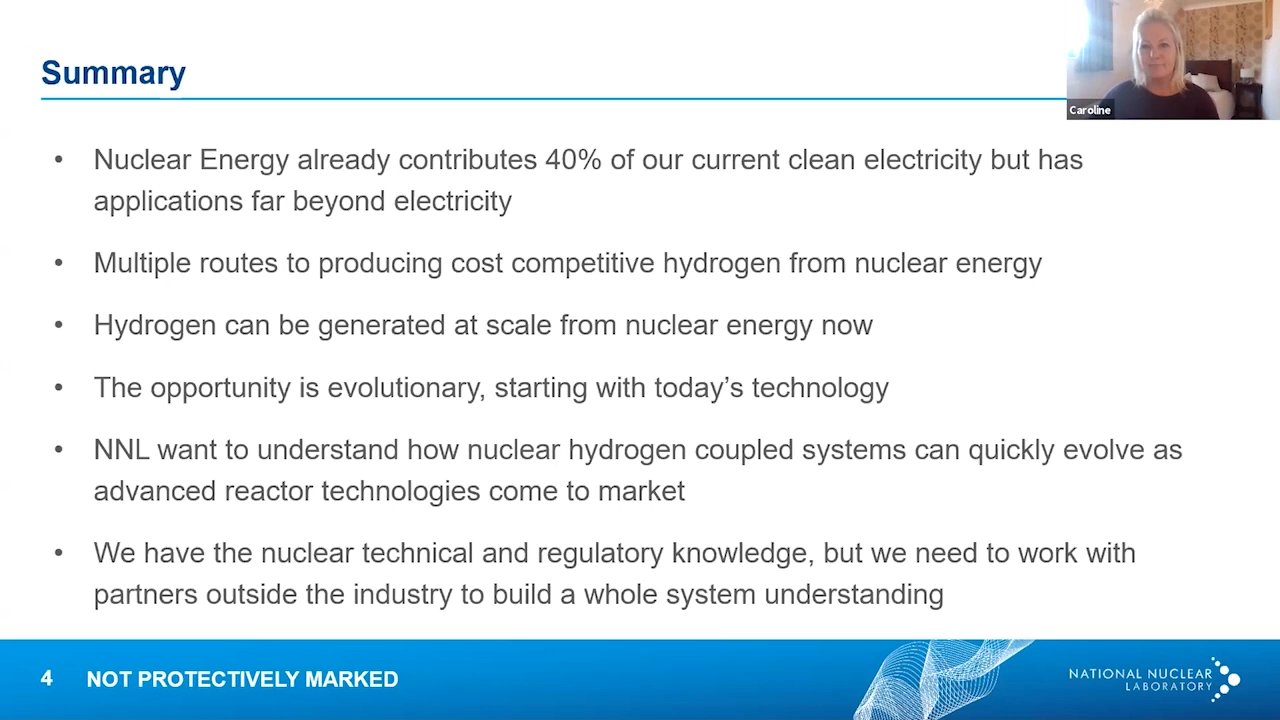 Summary
Caroline
• Nuclear Energy already contributes 40% of our current clean electricity but has
applications far beyond electricity
• Multiple routes to producing cost competitive hydrogen from nuclear energy
• Hydrogen can be generated at scale from nuclear energy now
• The opportunity is evolutionary, starting with today’s technology
• NNL want to understand how nuclear hydrogen coupled systems can quickly evolve as
advanced reactor technologies come to market
• We have the nuclear technical and regulatory knowledge, but we need to work with
partners outside the industry to build a whole system understanding
4 NOT PROTECTIVELY MARKED
NATIONAL NUCLEAR
LABORATORY